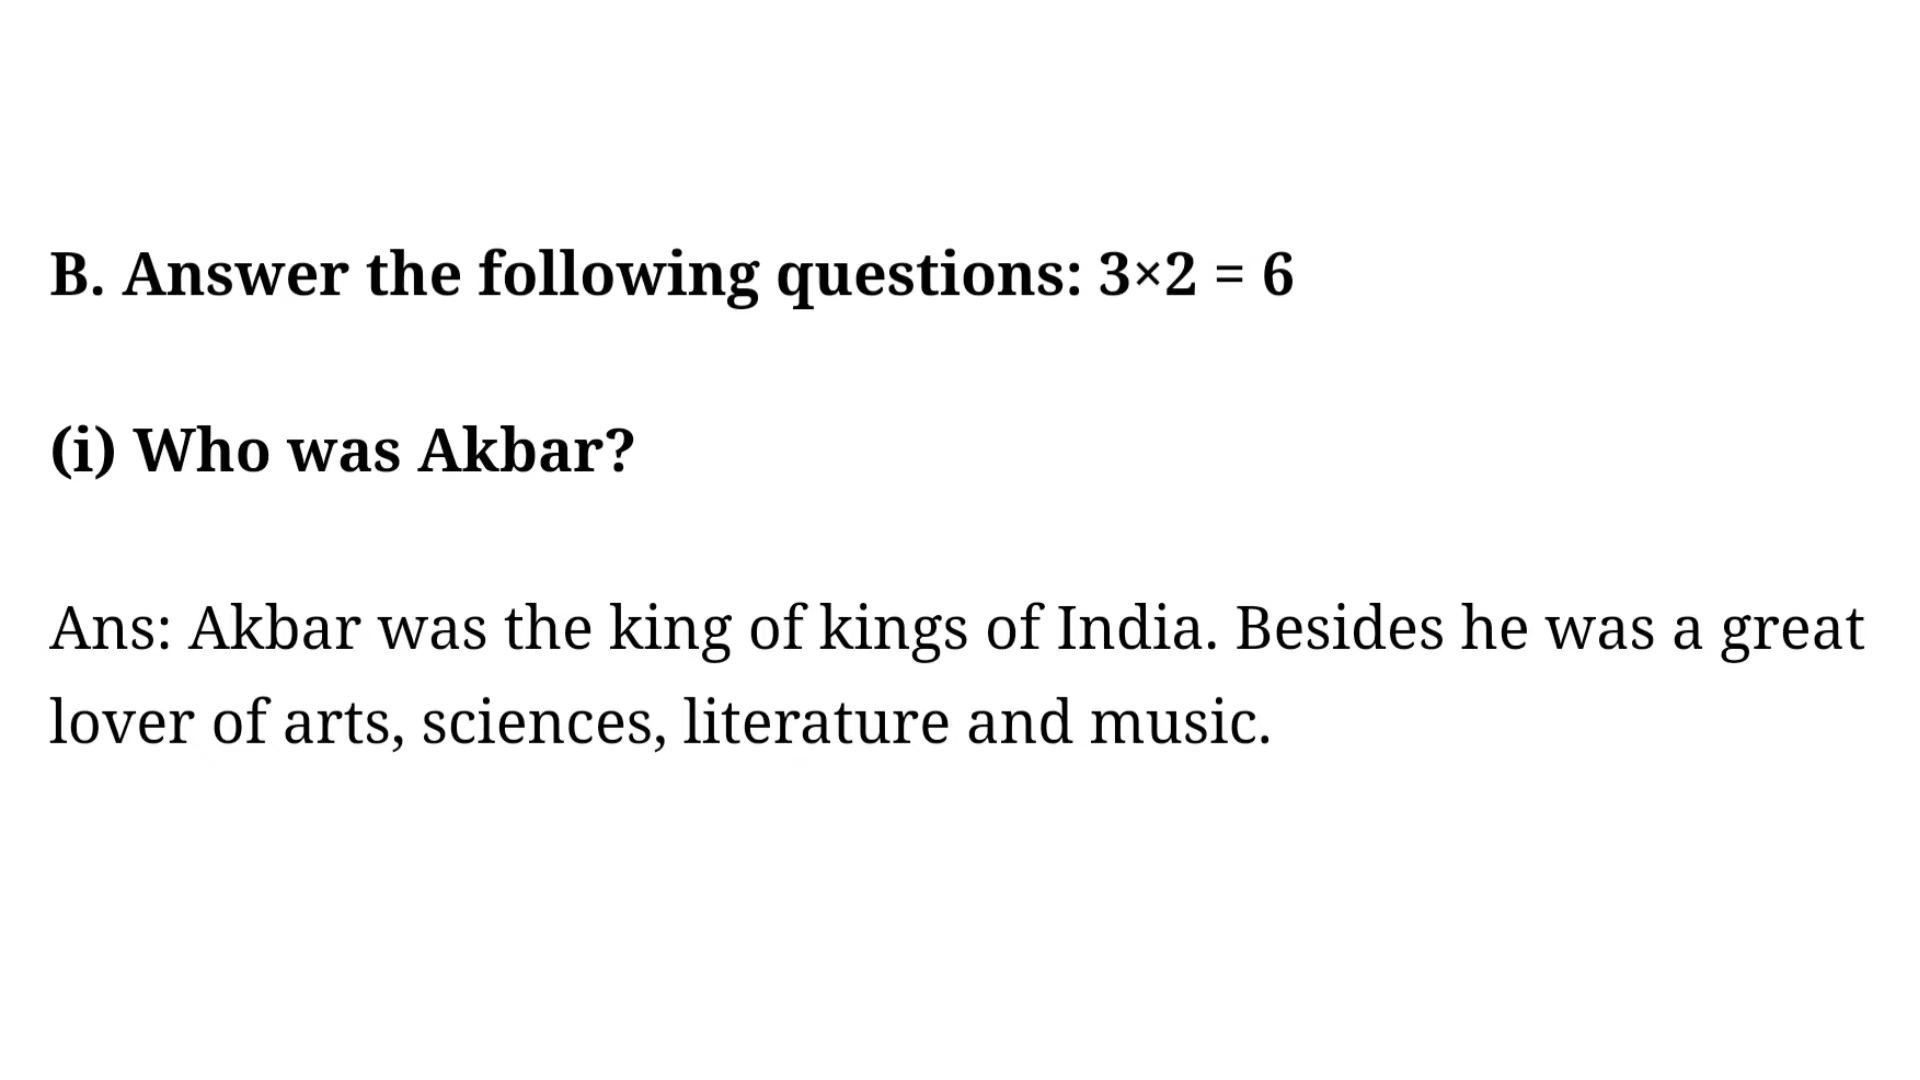 B. Answer the following questions: 3×2 = 6
(i) Who was Akbar?
Ans: Akbar was the king of kings of India. Besides he was a great
lover of arts, sciences, literature and music.